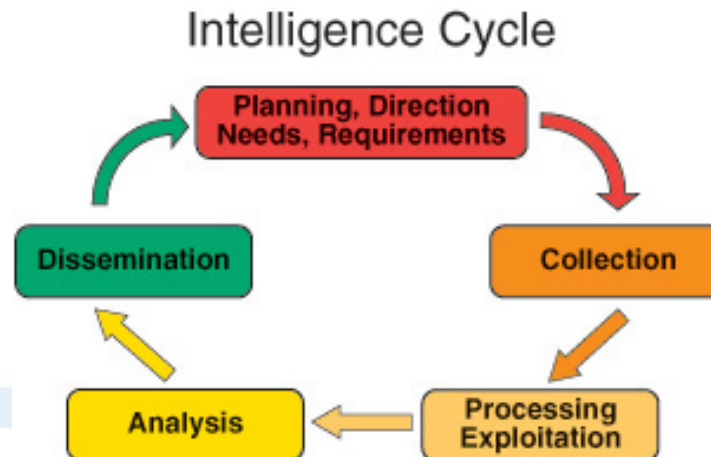 Intelligence Cycle
Planning, Direction
Needs, Requirements
Dissemination
Collection
Analysis
Processing
Exploitation